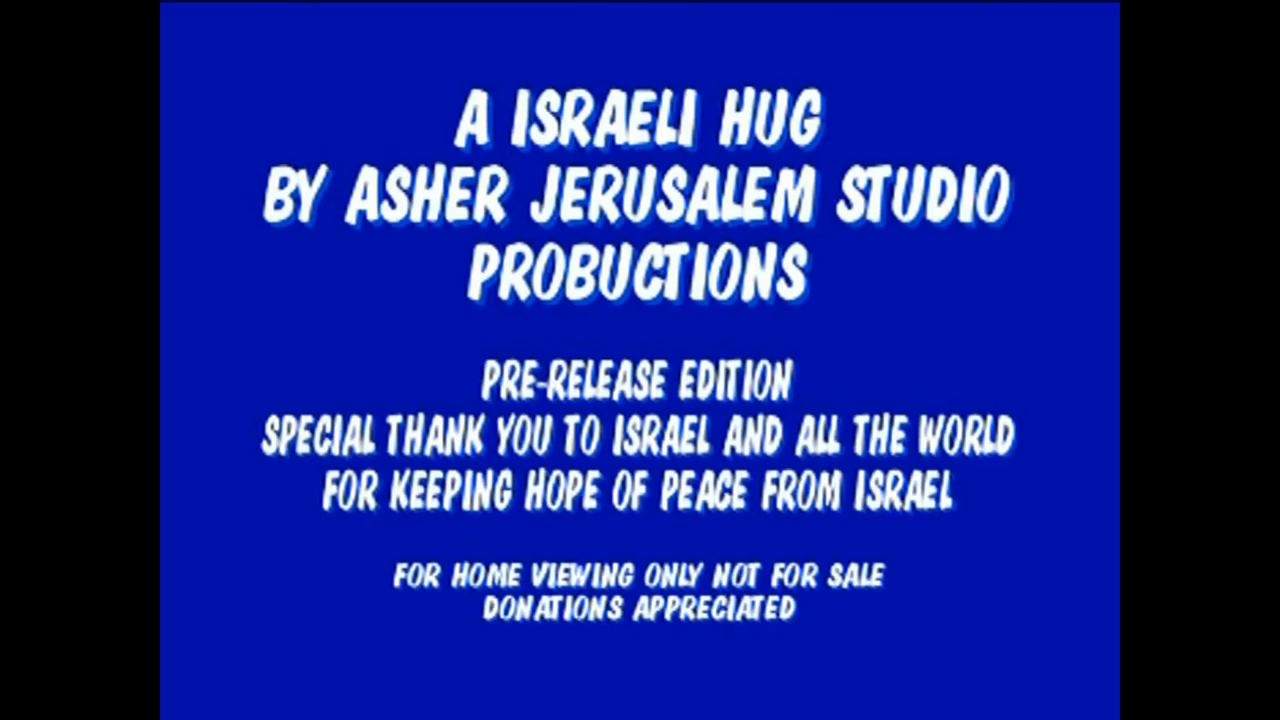 A ISRAELI HUG
BY ASHER JERUSALEM STUDIO
PROBUCTIONS
PRE-RELEASE EDITION
SPECIAL THANK YOU TO ISRAEL AND ALL THE WORLD
FOR KEEPING HOPE OF PEACE FROM ISRAEL
FOR HOME VIEWING ONLY NOT FOR SALE
DONATIONS APPRECIATED